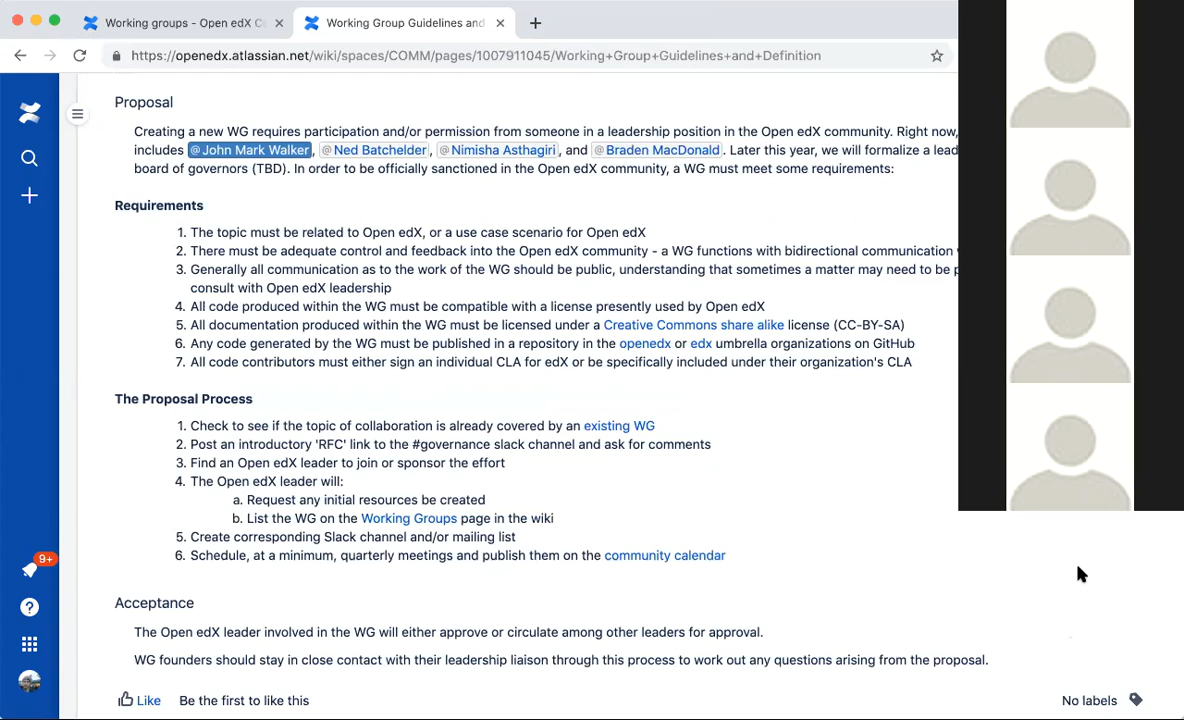 Working groups - Open edX C
Working Group Guidelines and
https://openedx.atlassian.net/wiki/spaces/COMM/pages/1007911045/Working+Group+Guidelines+and+Definition
Proposal
Creating a new WG requires participation and/or permission from someone in a leadership position in the Open edX community. Right now,
includes @John Mark Walker, @Ned Batchelder, @Nimisha Asthagiri, and @Braden MacDonald. Later this year, we will formalize a lead
board of governors (TBD). In order to be officially sanctioned in the Open edX community, a WG must meet some requirements:
Requirements
1. The topic must be related to Open edX, or a use case scenario for Open edX
2. There must be adequate control and feedback into the Open edX community - a WG functions with bidirectional communication
3. Generally all communication as to the work of the WG should be public, understanding that sometimes a matter may need to be p
consult with Open edX leadership
4. All code produced within the WG must be compatible with a license presently used by Open edX
5. All documentation produced within the WG must be licensed under a Creative Commons share alike license (CC-BY-SA)
6. Any code generated by the WG must be published in a repository in the openedx or edx umbrella organizations on GitHub
7. All code contributors must either sign an individual CLA for edX or be specifically included under their organization's CLA
The Proposal Process
1. Check to see if the topic of collaboration is already covered by an existing WG
2. Post an introductory 'RFC' link to the #governance slack channel and ask for comments
3. Find an Open edX leader to join or sponsor the effort
4. The Open edX leader will:
a. Request any initial resources be created
b. List the WG on the Working Groups page in the wiki
5. Create corresponding Slack channel and/or mailing list
6. Schedule, at a minimum, quarterly meetings and publish them on the community calendar
9+
Acceptance
The Open edX leader involved in the WG will either approve or circulate among other leaders for approval.
WG founders should stay in close contact with their leadership liaison through this process to work out any questions arising from the proposal.
Like Be the first to like this
No labels